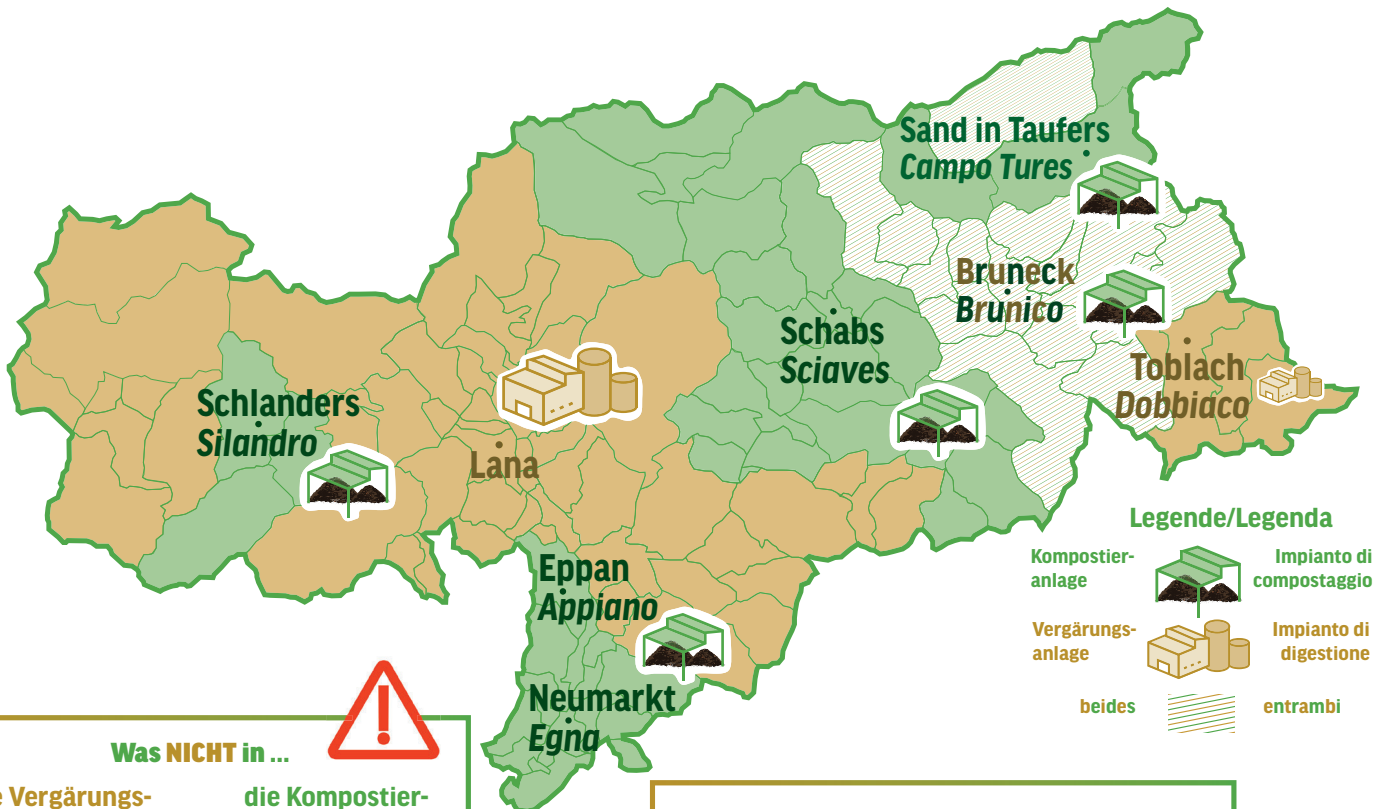 Sand in Taufers
Campo Tures
Bruneck
Brunico
Schabs
Sciaves
Toblach
Dobbiaco
Schlanders
Silandro
Lana
Eppan
Appiano
Neumarkt
Egna
Legende/Legenda
Kompostier-
anlage
Impianto di
compostaggio
Vergärungs-
anlage
Impianto di
digestione
beides
entrambi
Was NICHT in ...
e Vergärungs-
die Kompostier-